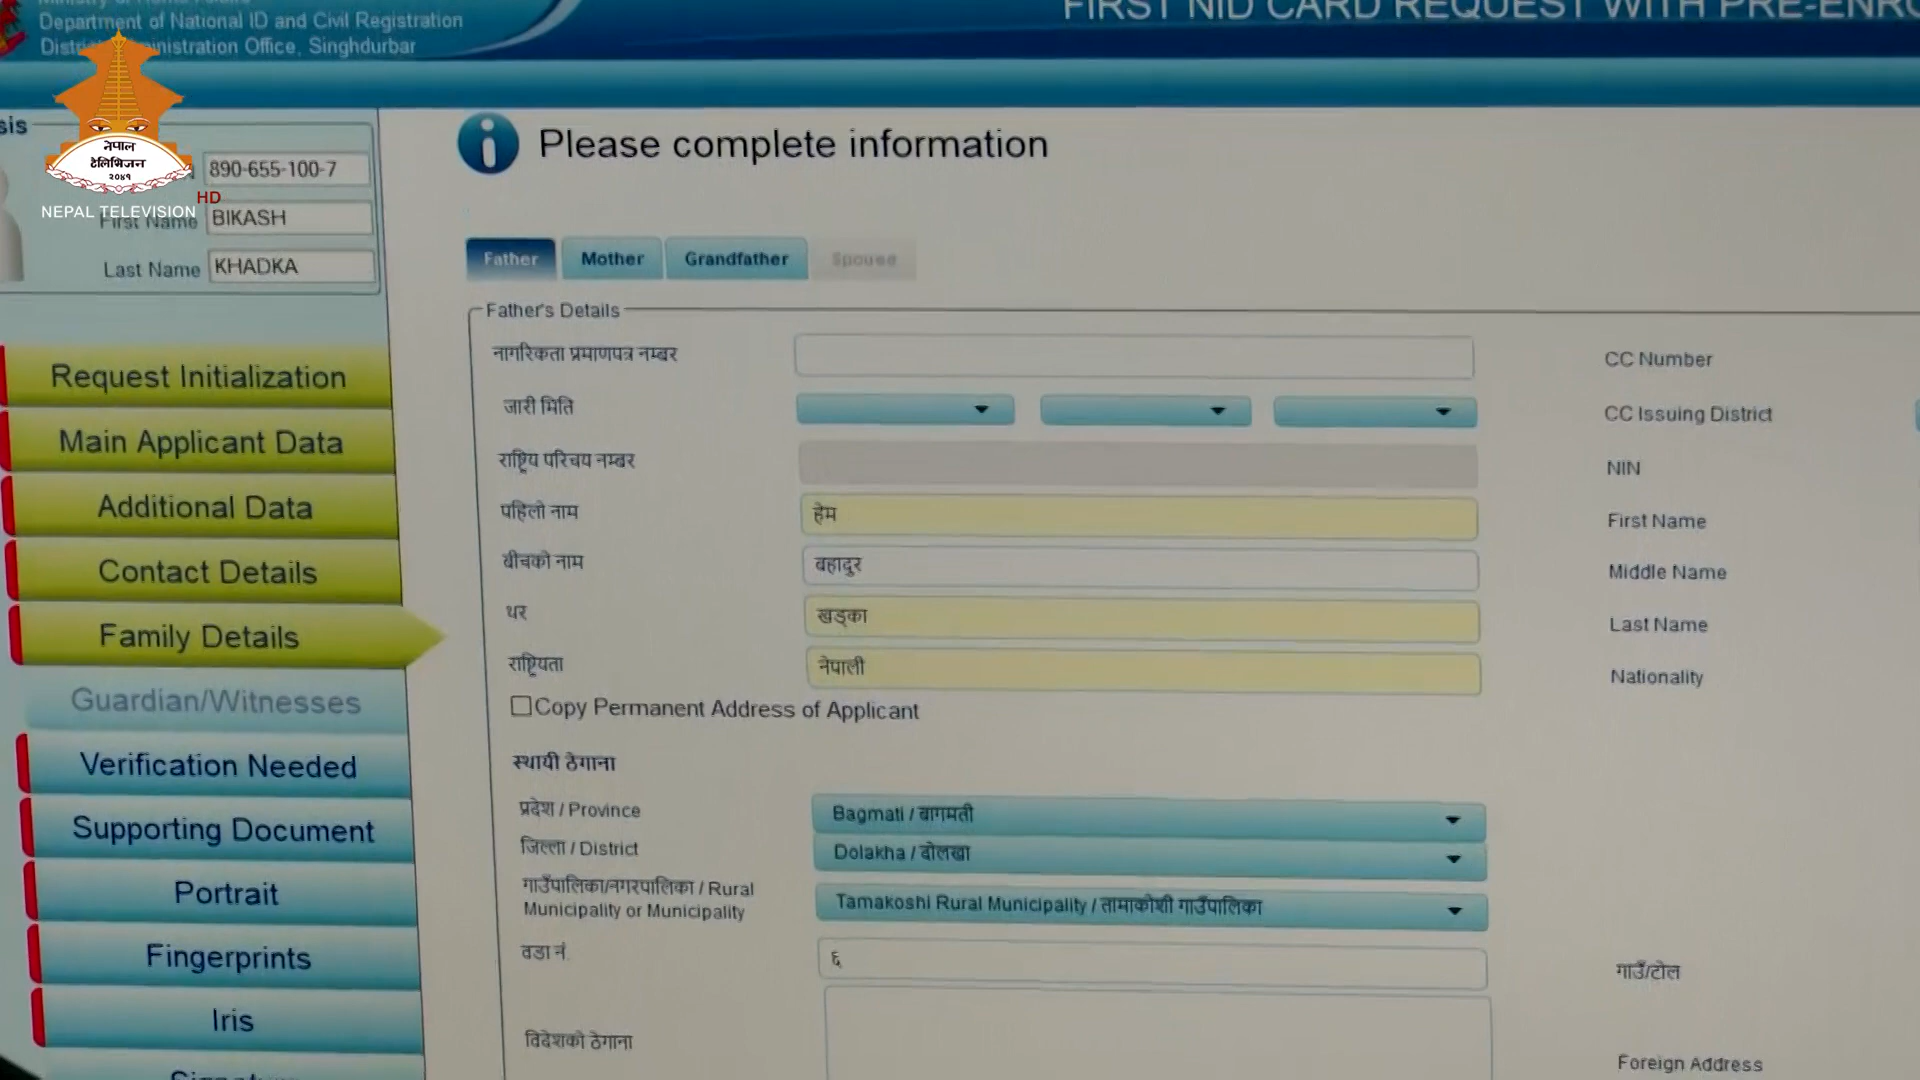 Department of National ID and Civil Registration
District Administration Office, Singhdurbar
FIRST NID CARD REQUEST WITH PRE-ENRO
नेपाल
टेलिभिजन
२०४१
NEPAL TELEVISION HD
sis
890-655-100-7
First Name BIKASH
Last Name KHADKA
Request Initialization
Main Applicant Data
Additional Data
Contact Details
Family Details
Guardian/Witnesses
Verification Needed
Supporting Document
Portrait
Fingerprints
Iris
Please complete information
Father Mother Grandfather Spouse
Father's Details
नागरिकता प्रमाणपत्र नम्बर CC Number
जारी मिति CC Issuing District
राष्ट्रिय परिचय नम्बर NIN
पहिलो नाम हेम First Name
बीचको नाम बहादुर Middle Name
थर खड्का Last Name
राष्ट्रियता नेपाली Nationality
Copy Permanent Address of Applicant
स्थायी ठेगाना
प्रदेश / Province Bagmati / बागमती
जिल्ला / District Dolakha / दोलखा
गाउँपालिका/नगरपालिका / Rural
Municipality or Municipality Tamakoshi Rural Municipality / तामाकोशी गाउँपालिका
वडा नं. ६ गाउँ/टोल
विदेशको ठेगाना Foreign Address